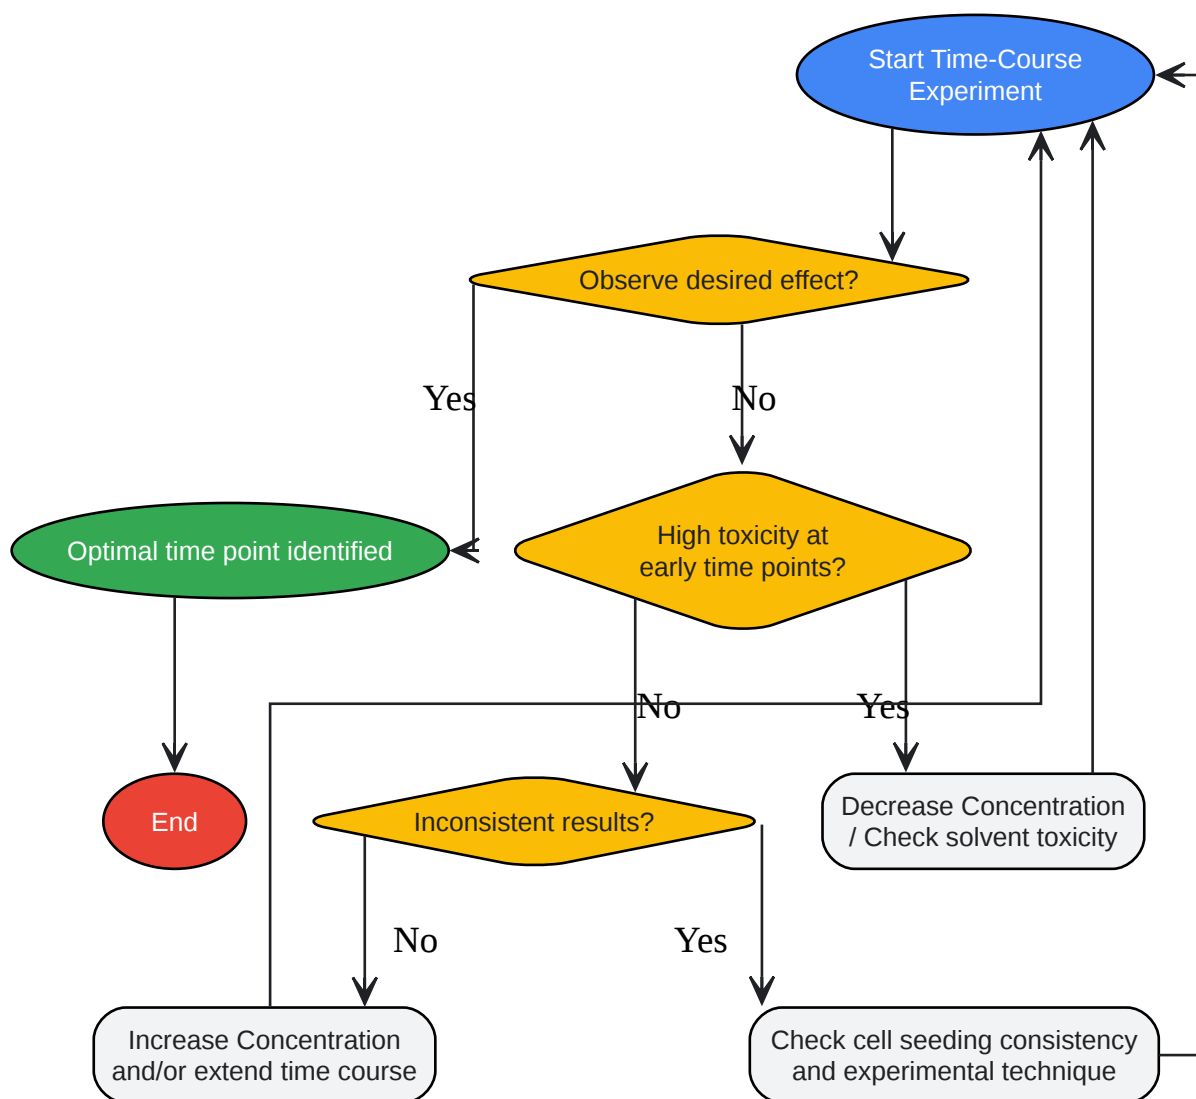 Start Time-Course
Experiment
Observe desired effect?
Yes
No
Optimal time point identified
High toxicity at
early time points?
No
Yes
End
Inconsistent results?
Decrease Concentration
/ Check solvent toxicity
No
Yes
Increase Concentration
and/or extend time course
Check cell seeding consistency
and experimental technique